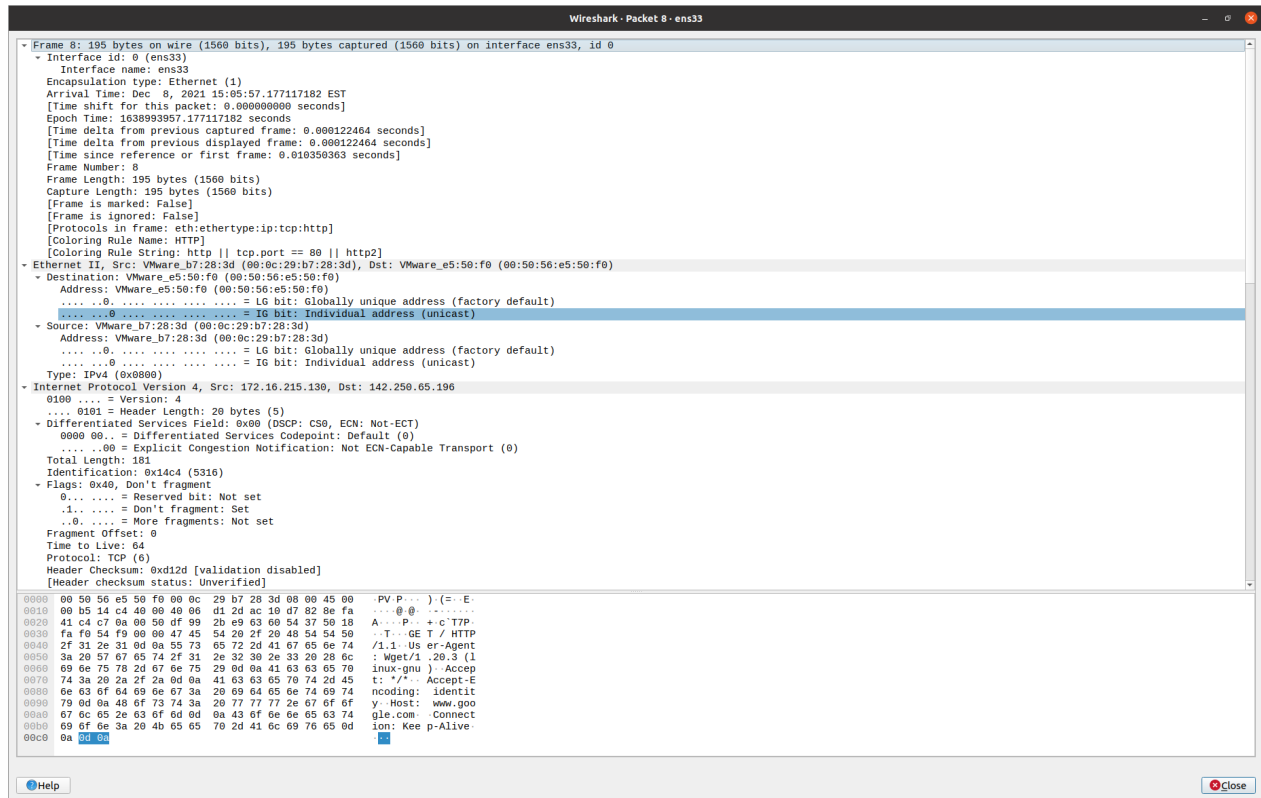 Wireshark · Packet 8 · ens33
Frame 8: 195 bytes on wire (1560 bits), 195 bytes captured (1560 bits) on interface ens33, id 0
Interface id: 0 (ens33)
Interface name: ens33
Encapsulation type: Ethernet (1)
Arrival Time: Dec  8, 2021 15:05:57.177117182 EST
[Time shift for this packet: 0.000000000 seconds]
Epoch Time: 1638993957.177117182 seconds
[Time delta from previous captured frame: 0.000122464 seconds]
[Time delta from previous displayed frame: 0.000122464 seconds]
[Time since reference or first frame: 0.010350363 seconds]
Frame Number: 8
Frame Length: 195 bytes (1560 bits)
Capture Length: 195 bytes (1560 bits)
[Frame is marked: False]
[Frame is ignored: False]
[Protocols in frame: eth:ethertype:ip:tcp:http]
[Coloring Rule Name: HTTP]
[Coloring Rule String: http || tcp.port == 80 || http2]
Ethernet II, Src: VMware_b7:28:3d (00:0c:29:b7:28:3d), Dst: VMware_e5:50:f0 (00:50:56:e5:50:f0)
Destination: VMware_e5:50:f0 (00:50:56:e5:50:f0)
Address: VMware_e5:50:f0 (00:50:56:e5:50:f0)
.... ..0. .... .... .... .... = LG bit: Globally unique address (factory default)
.... ...0 .... .... .... .... = IG bit: Individual address (unicast)
Source: VMware_b7:28:3d (00:0c:29:b7:28:3d)
Address: VMware_b7:28:3d (00:0c:29:b7:28:3d)
.... ..0. .... .... .... .... = LG bit: Globally unique address (factory default)
.... ...0 .... .... .... .... = IG bit: Individual address (unicast)
Type: IPv4 (0x0800)
Internet Protocol Version 4, Src: 172.16.215.130, Dst: 142.250.65.196
0100 .... = Version: 4
.... 0101 = Header Length: 20 bytes (5)
Differentiated Services Field: 0x00 (DSCP: CS0, ECN: Not-ECT)
0000 00.. = Differentiated Services Codepoint: Default (0)
.... ..00 = Explicit Congestion Notification: Not ECN-Capable Transport (0)
Total Length: 181
Identification: 0x14c4 (5316)
Flags: 0x40, Don't fragment
0... .... = Reserved bit: Not set
.1.. .... = Don't fragment: Set
..0. .... = More fragments: Not set
Fragment Offset: 0
Time to Live: 64
Protocol: TCP (6)
Header Checksum: 0xd12d [validation disabled]
[Header checksum status: Unverified]
0000  00 50 56 e5 50 f0 00 0c  29 b7 28 3d 08 00 45 00   ·PV·P··· )·(=··E·
0010  00 b5 14 c4 40 00 40 06  d1 2d ac 10 d7 82 8e fa   ····@·@· ·-······
0020  41 c4 c7 0a 00 50 df 99  2b e9 63 60 54 37 50 18   A····P·· +·c`T7P·
0030  fa f0 54 f9 00 00 47 45  54 20 2f 20 48 54 54 50   ··T···GE T / HTTP
0040  2f 31 2e 31 0d 0a 55 73  65 72 2d 41 67 65 6e 74   /1.1··Us er-Agent
0050  3a 20 57 67 65 74 2f 31  2e 32 30 2e 33 20 28 6c   : Wget/1 .20.3 (l
0060  69 6e 75 78 2d 67 6e 75  29 0d 0a 41 63 63 65 70   inux-gnu )··Accep
0070  74 3a 20 2a 2f 2a 0d 0a  41 63 63 65 70 74 2d 45   t: */*·· Accept-E
0080  6e 63 6f 64 69 6e 67 3a  20 69 64 65 6e 74 69 74   ncoding:  identit
0090  79 0d 0a 48 6f 73 74 3a  20 77 77 77 2e 67 6f 6f   y··Host:  www.goo
00a0  67 6c 65 2e 63 6f 6d 0d  0a 43 6f 6e 6e 65 63 74   gle.com· ·Connect
00b0  69 6f 6e 3a 20 4b 65 65  70 2d 41 6c 69 76 65 0d   ion: Kee p-Alive·
00c0  0a 0d 0a   ···
Help
Close